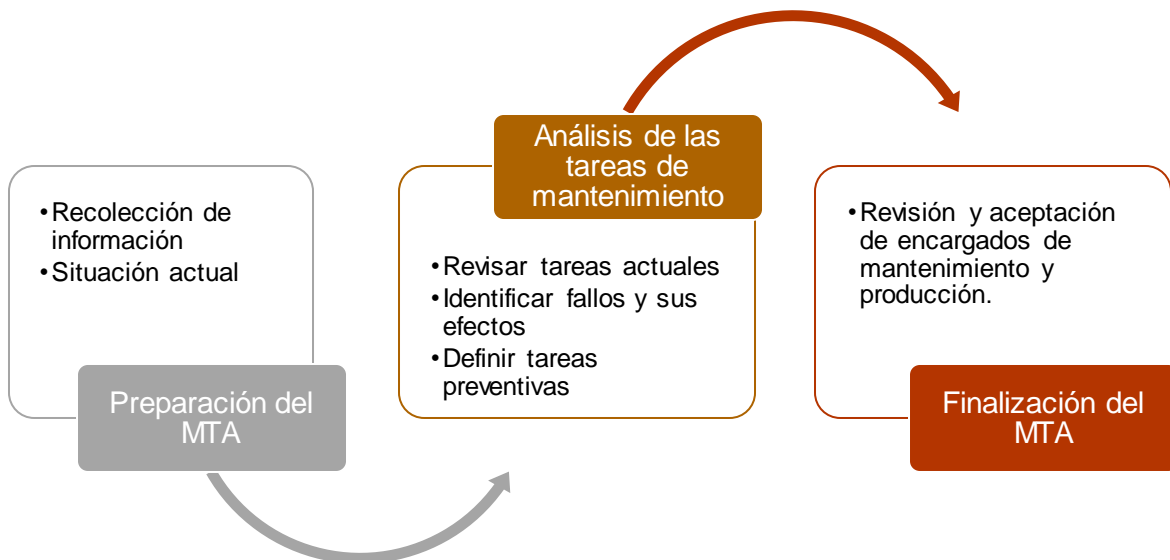 •Recolección de
información
•Situación actual
Preparación del
MTA
Análisis de las
tareas de
mantenimiento
•Revisar tareas actuales
•Identificar fallos y sus
efectos
•Definir tareas
preventivas
•Revisión y aceptación
de encargados de
mantenimiento y
producción.
Finalización del
MTA